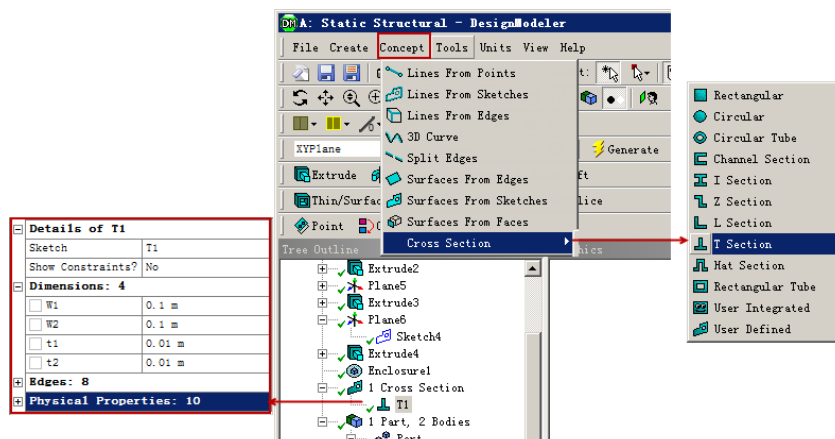 A: Static Structural - DesignModeler
File Create Concept Tools Units View Help
Lines From Points
Lines From Sketches
Lines From Edges
3D Curve
Split Edges
Surfaces From Edges
Surfaces From Sketches
Surfaces From Faces
Cross Section
t:
XYPlane
Generate
Extrude
ft
Thin/Surfac
lice
Point
Tree Outline
hics
Extrude2
Plane5
Extrude3
Plane6
Sketch4
Extrude4
Enclosure1
1 Cross Section
T1
1 Part, 2 Bodies
Part
Rectangular
Circular
Circular Tube
Channel Section
I Section
Z Section
L Section
T Section
Hat Section
Rectangular Tube
User Integrated
User Defined
Details of T1
Sketch T1
Show Constraints? No
Dimensions: 4
W1 0.1 m
W2 0.1 m
t1 0.01 m
t2 0.01 m
Edges: 8
Physical Properties: 10